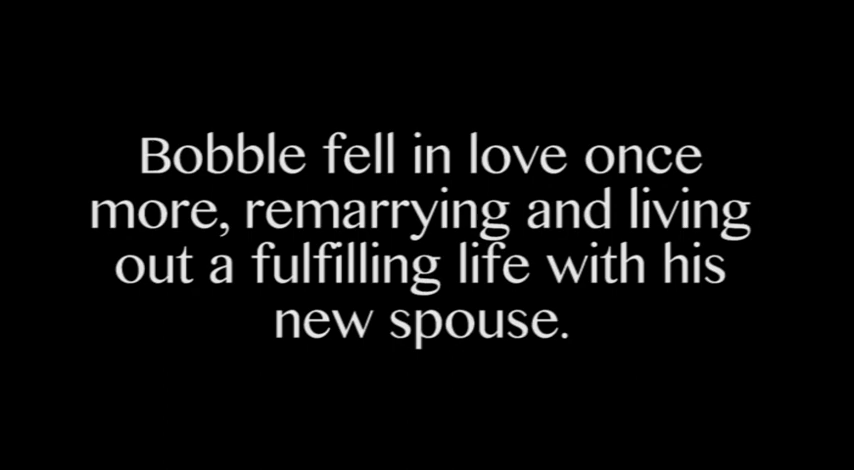 Bobble fell in love once
more, remarrying and living
out a fulfilling life with his
new spouse.